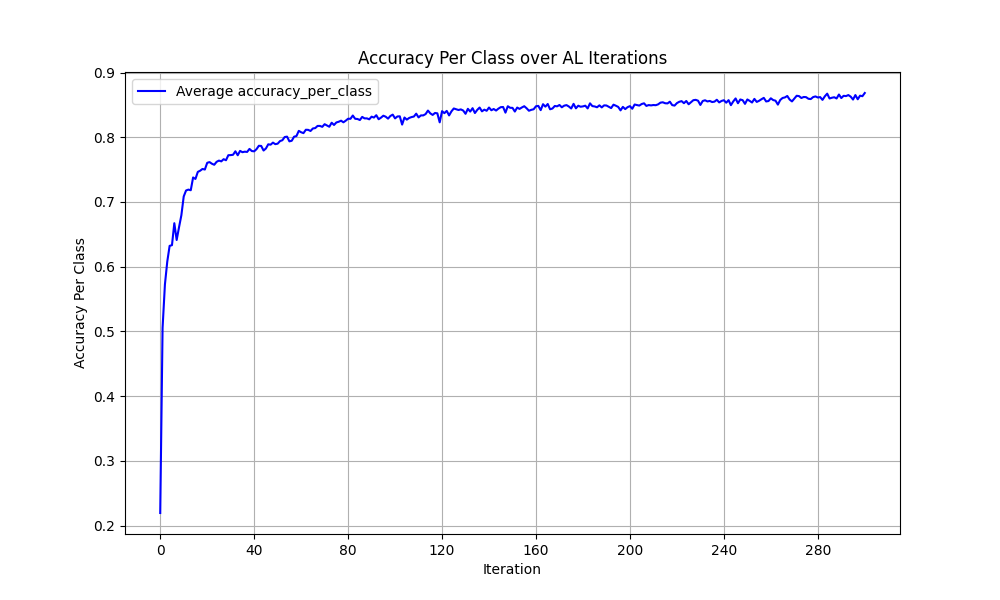 Accuracy Per Class over AL Iterations
Average accuracy_per_class
Accuracy Per Class
0.9
0.8
0.7
0.6
0.5
0.4
0.3
0.2
0 40 80 120 160 200 240 280
Iteration